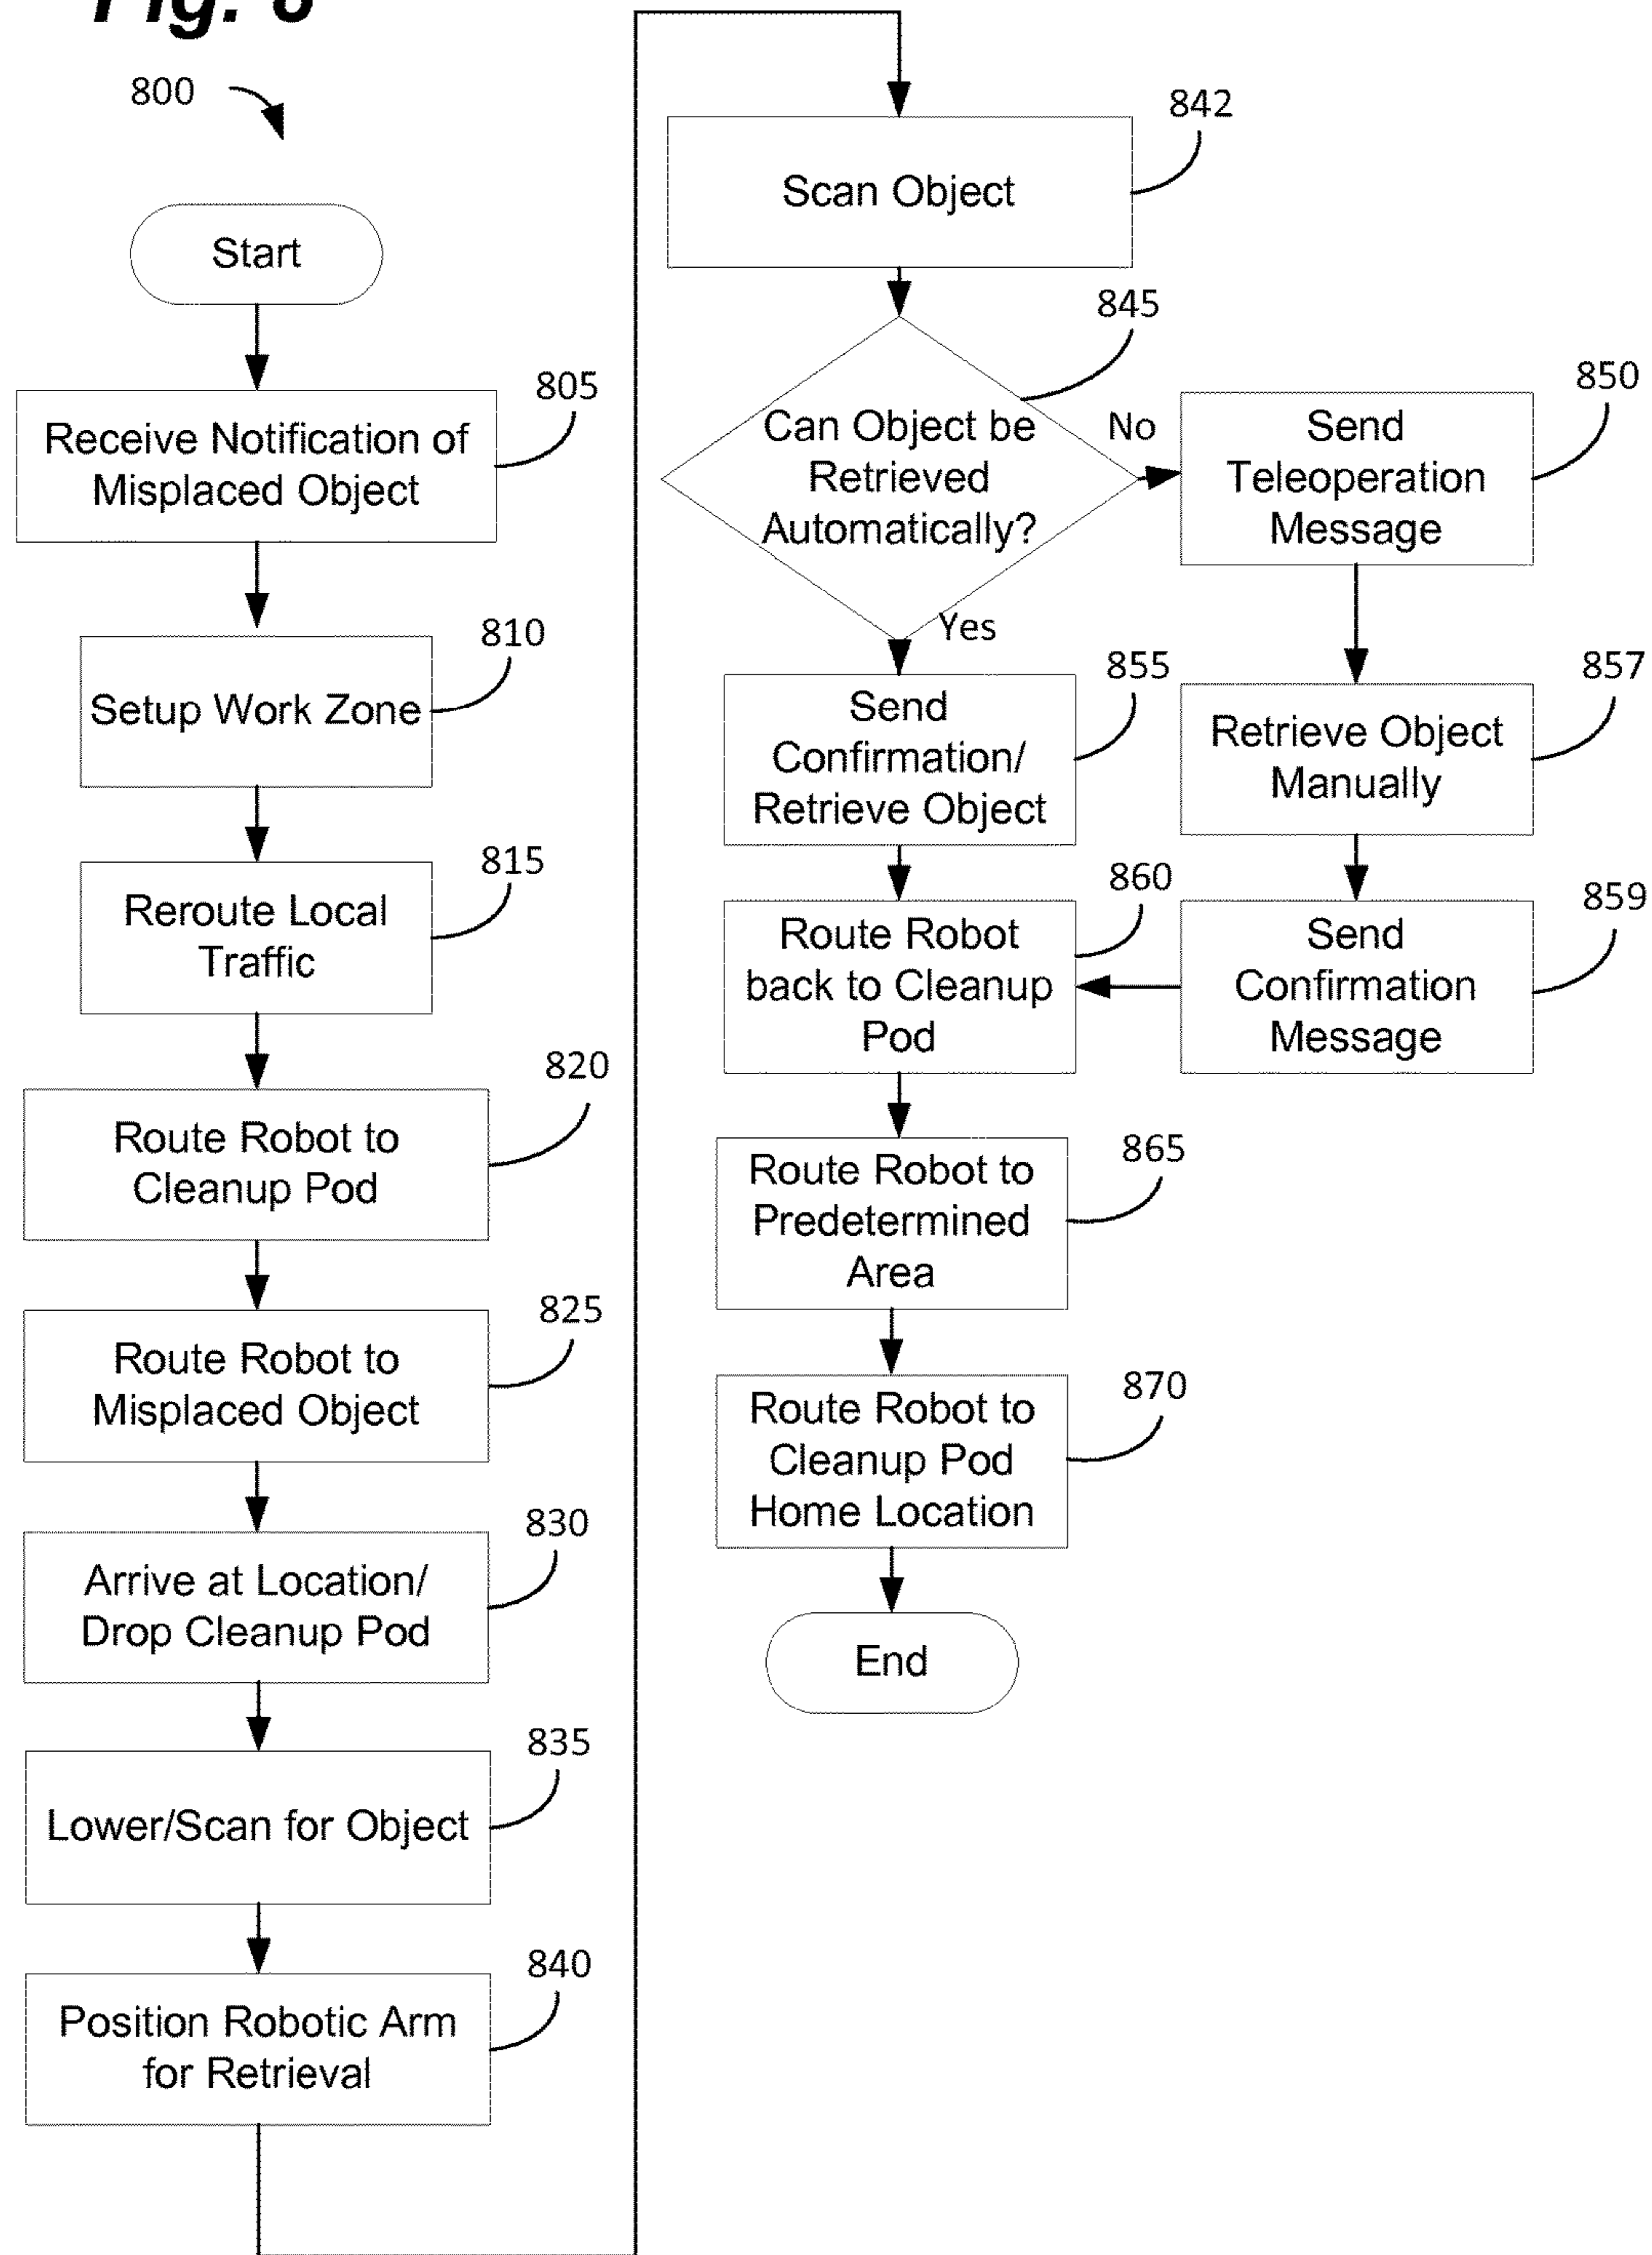 Fig. 8
800
Start
805
Receive Notification of
Misplaced Object
810
Setup Work Zone
815
Reroute Local
Traffic
820
Route Robot to
Cleanup Pod
825
Route Robot to
Misplaced Object
830
Arrive at Location/
Drop Cleanup Pod
835
Lower/Scan for Object
840
Position Robotic Arm
for Retrieval
842
Scan Object
845
Can Object be
Retrieved
Automatically?
No
Yes
850
Send
Teleoperation
Message
855
Send
Confirmation/
Retrieve Object
857
Retrieve Object
Manually
859
Send
Confirmation
Message
860
Route Robot
back to Cleanup
Pod
865
Route Robot to
Predetermined
Area
870
Route Robot to
Cleanup Pod
Home Location
End